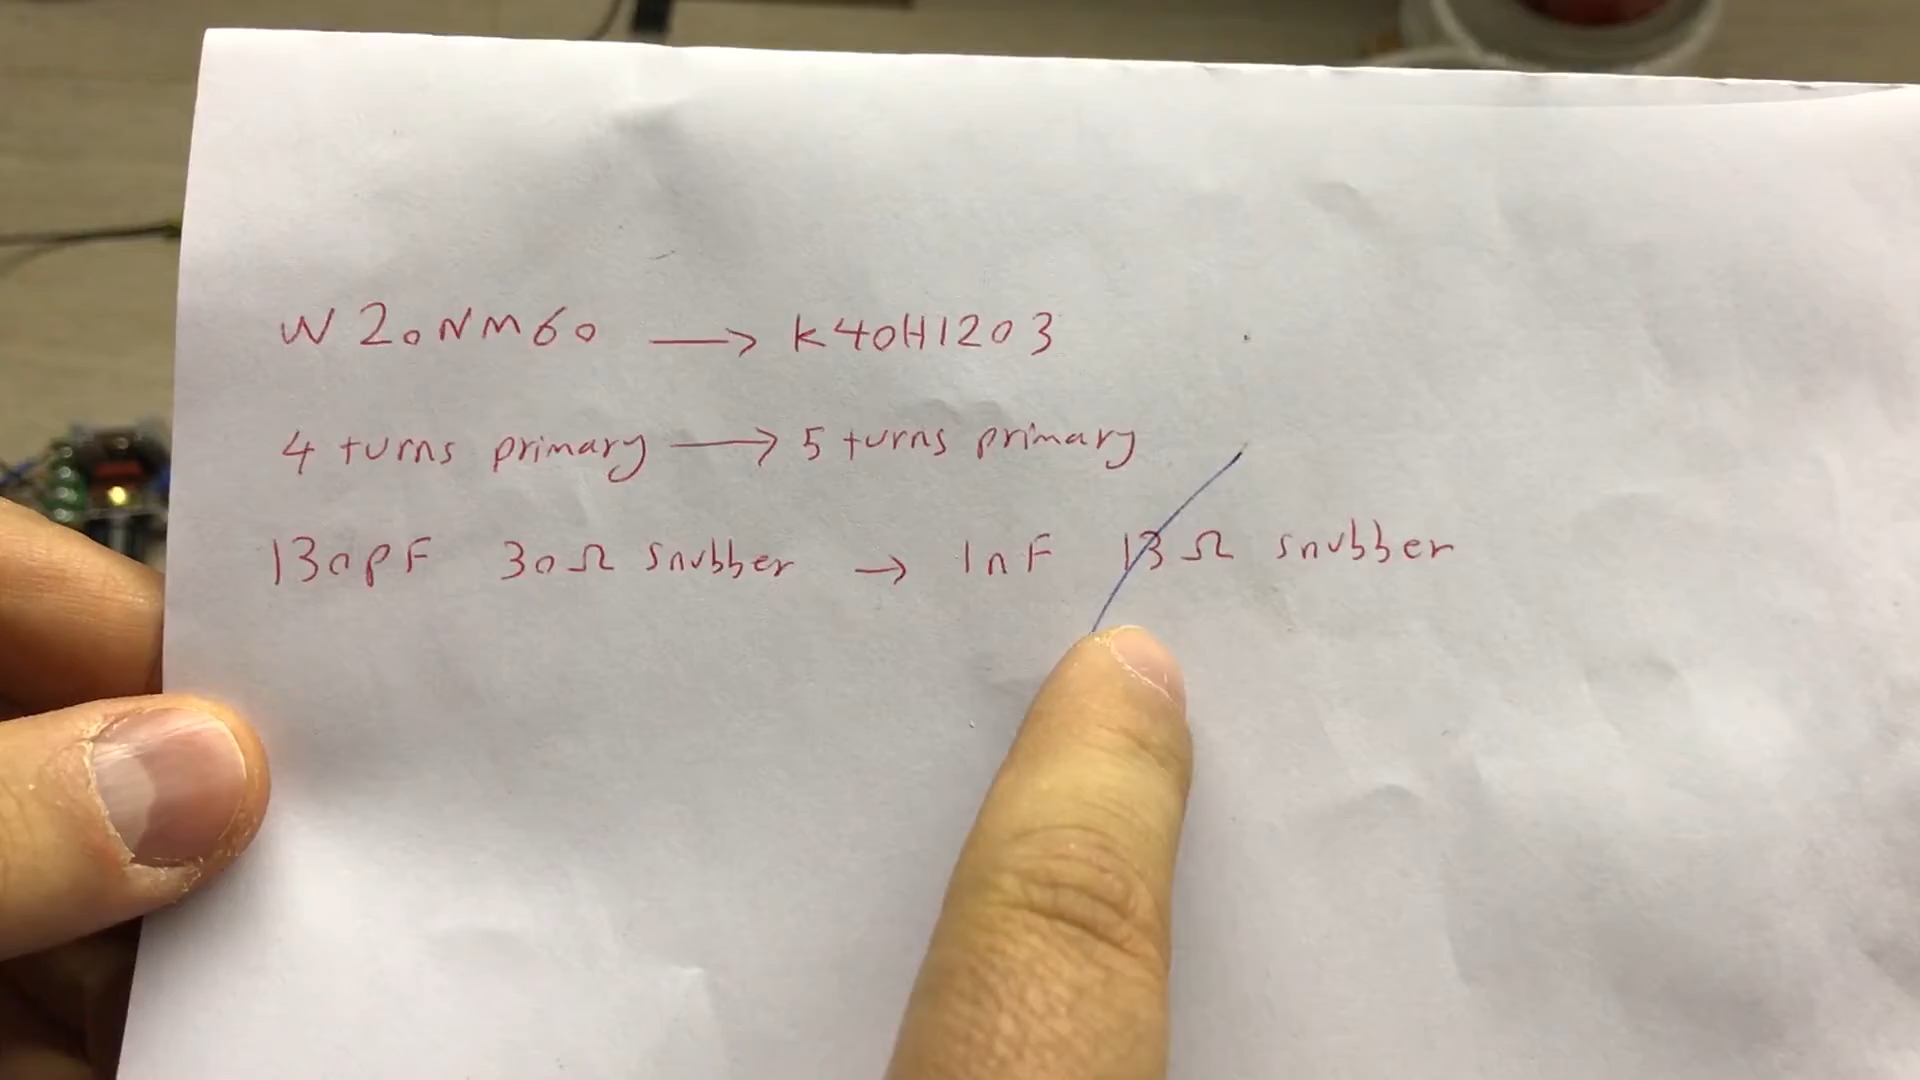 W20NM60 → K40H1203
4 turns primary → 5 turns primary
130pF 30Ω snubber → 1nF 13Ω snubber